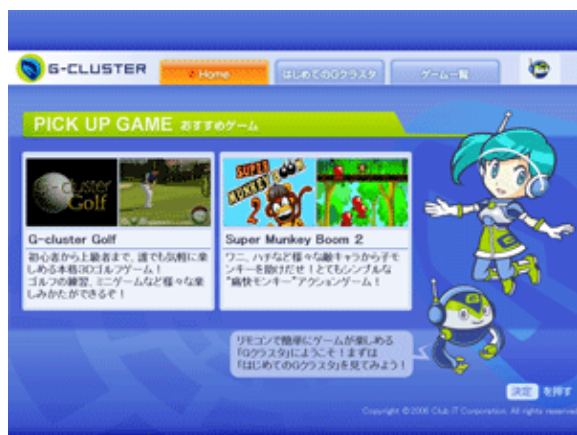 G-CLUSTER
Home
はじめてのGクラスタ
ゲーム一覧
PICK UP GAME おすすめゲーム
G-cluster
Golf
SUPER
MUNKEY BOOM
2
G-cluster Golf
初心者から上級者まで、誰でも気軽に楽
しめる本格3Dゴルフゲーム！
ゴルフの練習、ミニゲームなど様々な楽
しみかたができるぞ！
Super Munkey Boom 2
ワニ、ハチなど様々な敵キャラから子モ
ンキーを助けだせ！とてもシンプルな
"痛快モンキー"アクションゲーム！
リモコンで簡単にゲームが楽しめる
「Gクラスタ」にようこそ！まずは
「はじめてのGクラスタ」を見てみよう！
決定 を押す
Copyright © 2006 Club iT Corporation. All rights reserved